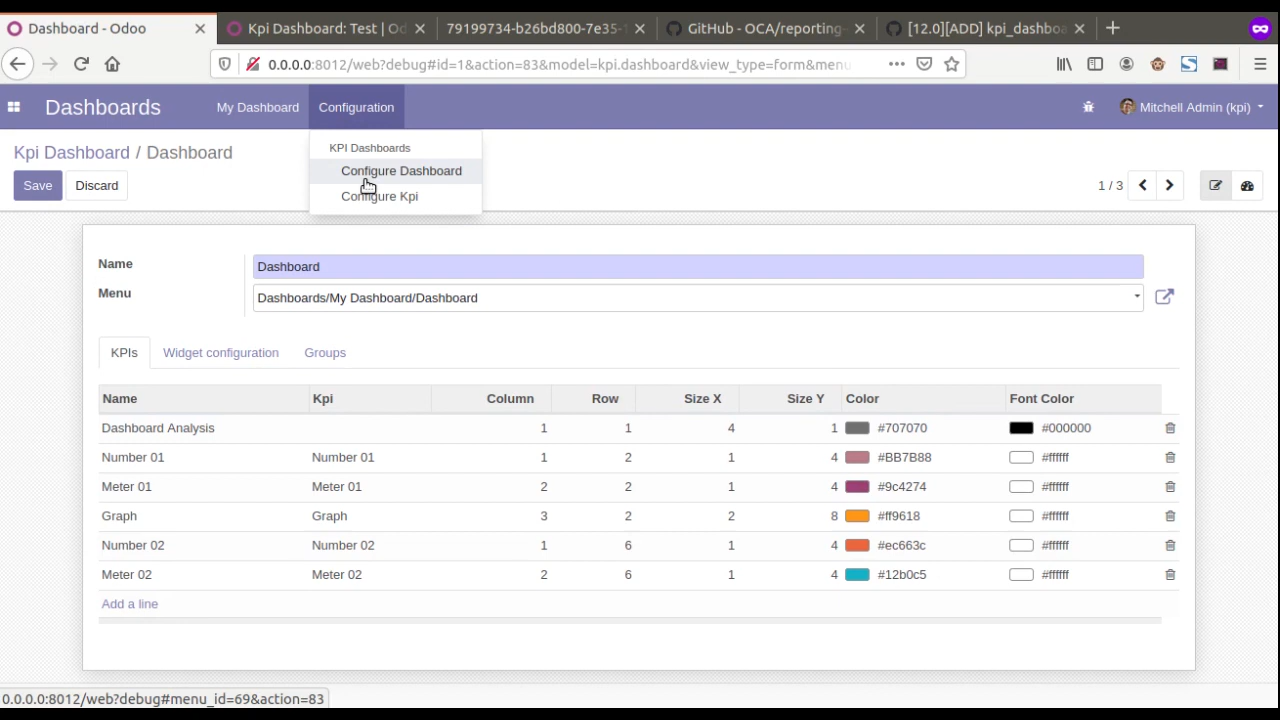 Dashboard - Odoo
Kpi Dashboard: Test | Od
79199734-b26bd800-7e35-1
GitHub - OCA/reporting-
[12.0][ADD] kpi_dashboa
0.0.0.0:8012/web?debug#id=1&action=83&model=kpi.dashboard&view_type=form&menu
Dashboards
My Dashboard
Configuration
Mitchell Admin (kpi)
KPI Dashboards
Configure Dashboard
Configure Kpi
Kpi Dashboard / Dashboard
Save
Discard
1 / 3
Name
Dashboard
Menu
Dashboards/My Dashboard/Dashboard
KPIs
Widget configuration
Groups
Name Kpi Column Row Size X Size Y Color Font Color
Dashboard Analysis 1 1 4 1 #707070 #000000
Number 01 Number 01 1 2 1 4 #BB7B88 #ffffff
Meter 01 Meter 01 2 2 1 4 #9c4274 #ffffff
Graph Graph 3 2 2 8 #ff9618 #ffffff
Number 02 Number 02 1 6 1 4 #ec663c #ffffff
Meter 02 Meter 02 2 6 1 4 #12b0c5 #ffffff
Add a line
0.0.0.0:8012/web?debug#menu_id=69&action=83